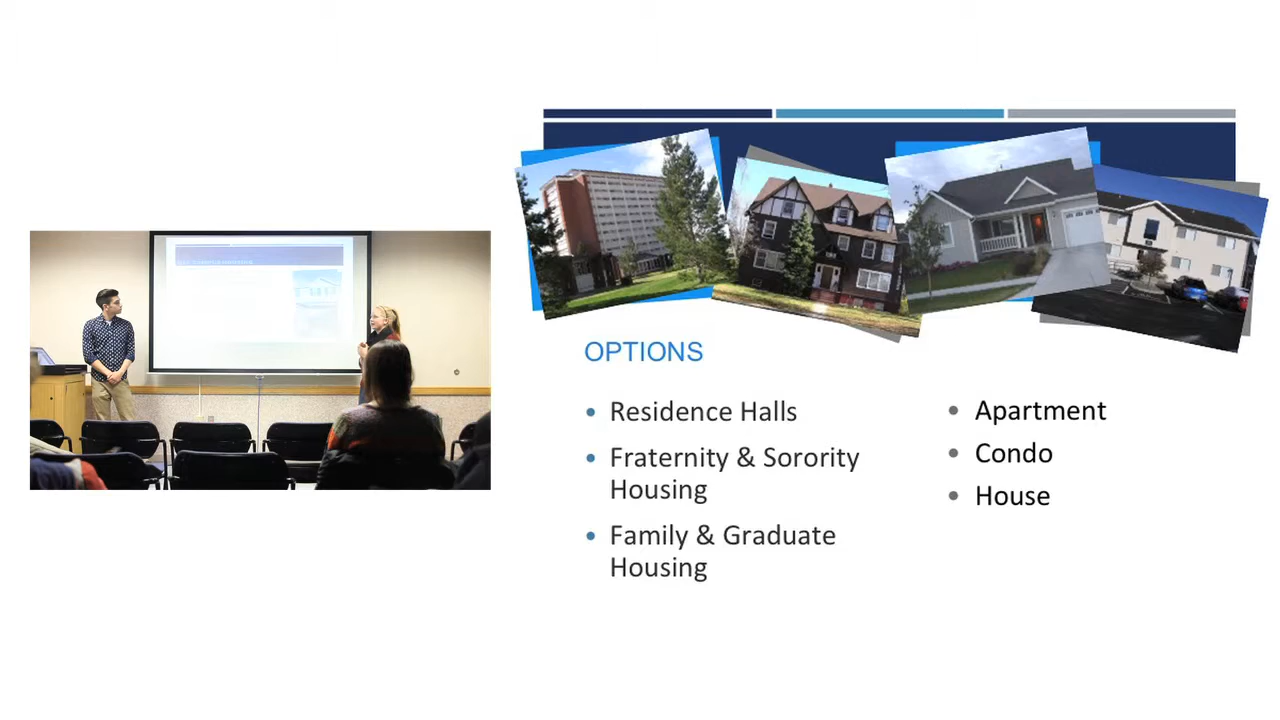 OPTIONS
• Residence Halls
• Fraternity & Sorority
Housing
• Family & Graduate
Housing
• Apartment
• Condo
• House